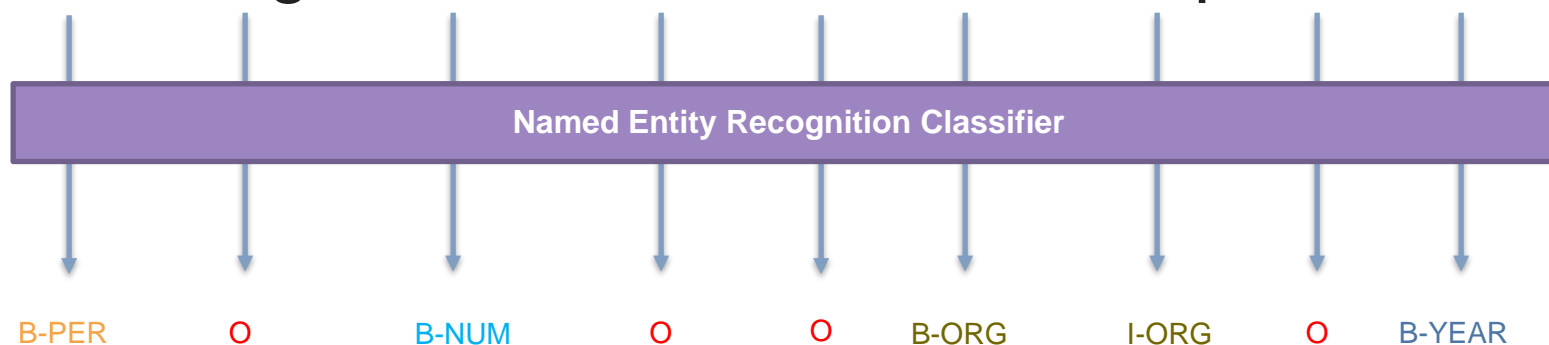 Named Entity Recognition Classifier
B-PER O B-NUM O O B-ORG I-ORG O B-YEAR